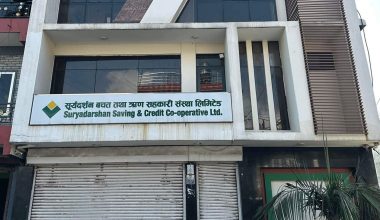 सूर्यदर्शन बचत तथा ऋण सहकारी संस्था लिमिटेड
Suryadarshan Saving & Credit Co-operative Ltd.